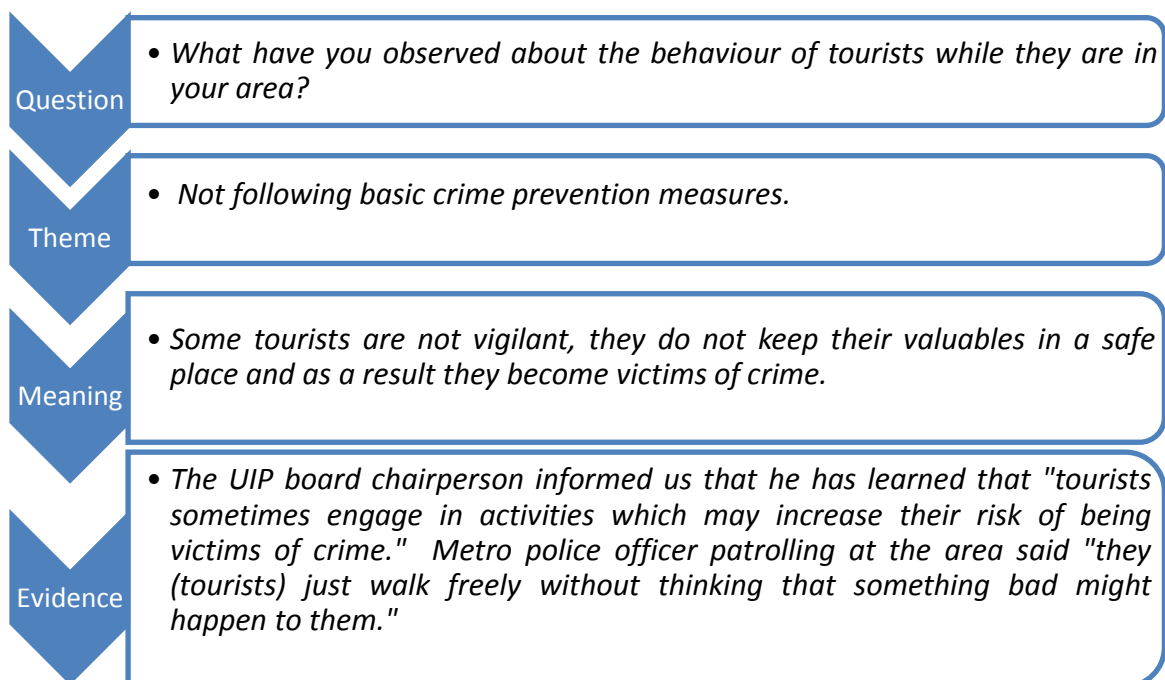 Question
• What have you observed about the behaviour of tourists while they are in
your area?
Theme
• Not following basic crime prevention measures.
Meaning
• Some tourists are not vigilant, they do not keep their valuables in a safe
place and as a result they become victims of crime.
Evidence
• The UIP board chairperson informed us that he has learned that "tourists
sometimes engage in activities which may increase their risk of being
victims of crime." Metro police officer patrolling at the area said "they
(tourists) just walk freely without thinking that something bad might
happen to them."